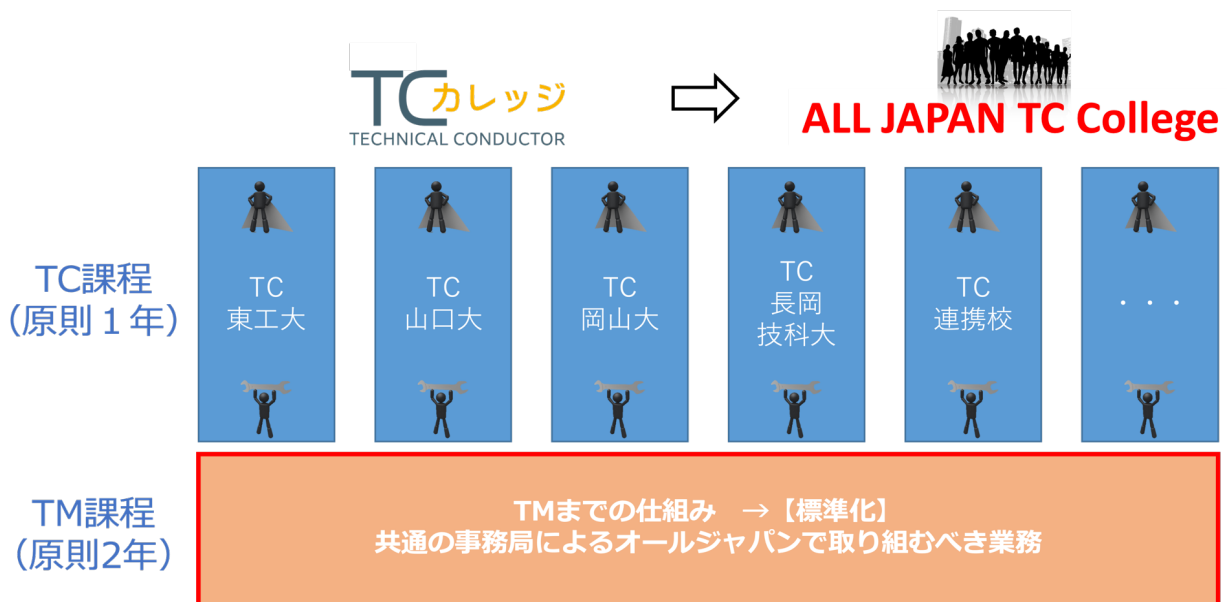 TCカレッジ
TECHNICAL CONDUCTOR
ALL JAPAN TC College
TC課程
(原則１年)
TC
東工大
TC
山口大
TC
岡山大
TC
長岡
技科大
TC
連携校
・・・
TM課程
(原則2年)
TMまでの仕組み　→【標準化】
共通の事務局によるオールジャパンで取り組むべき業務